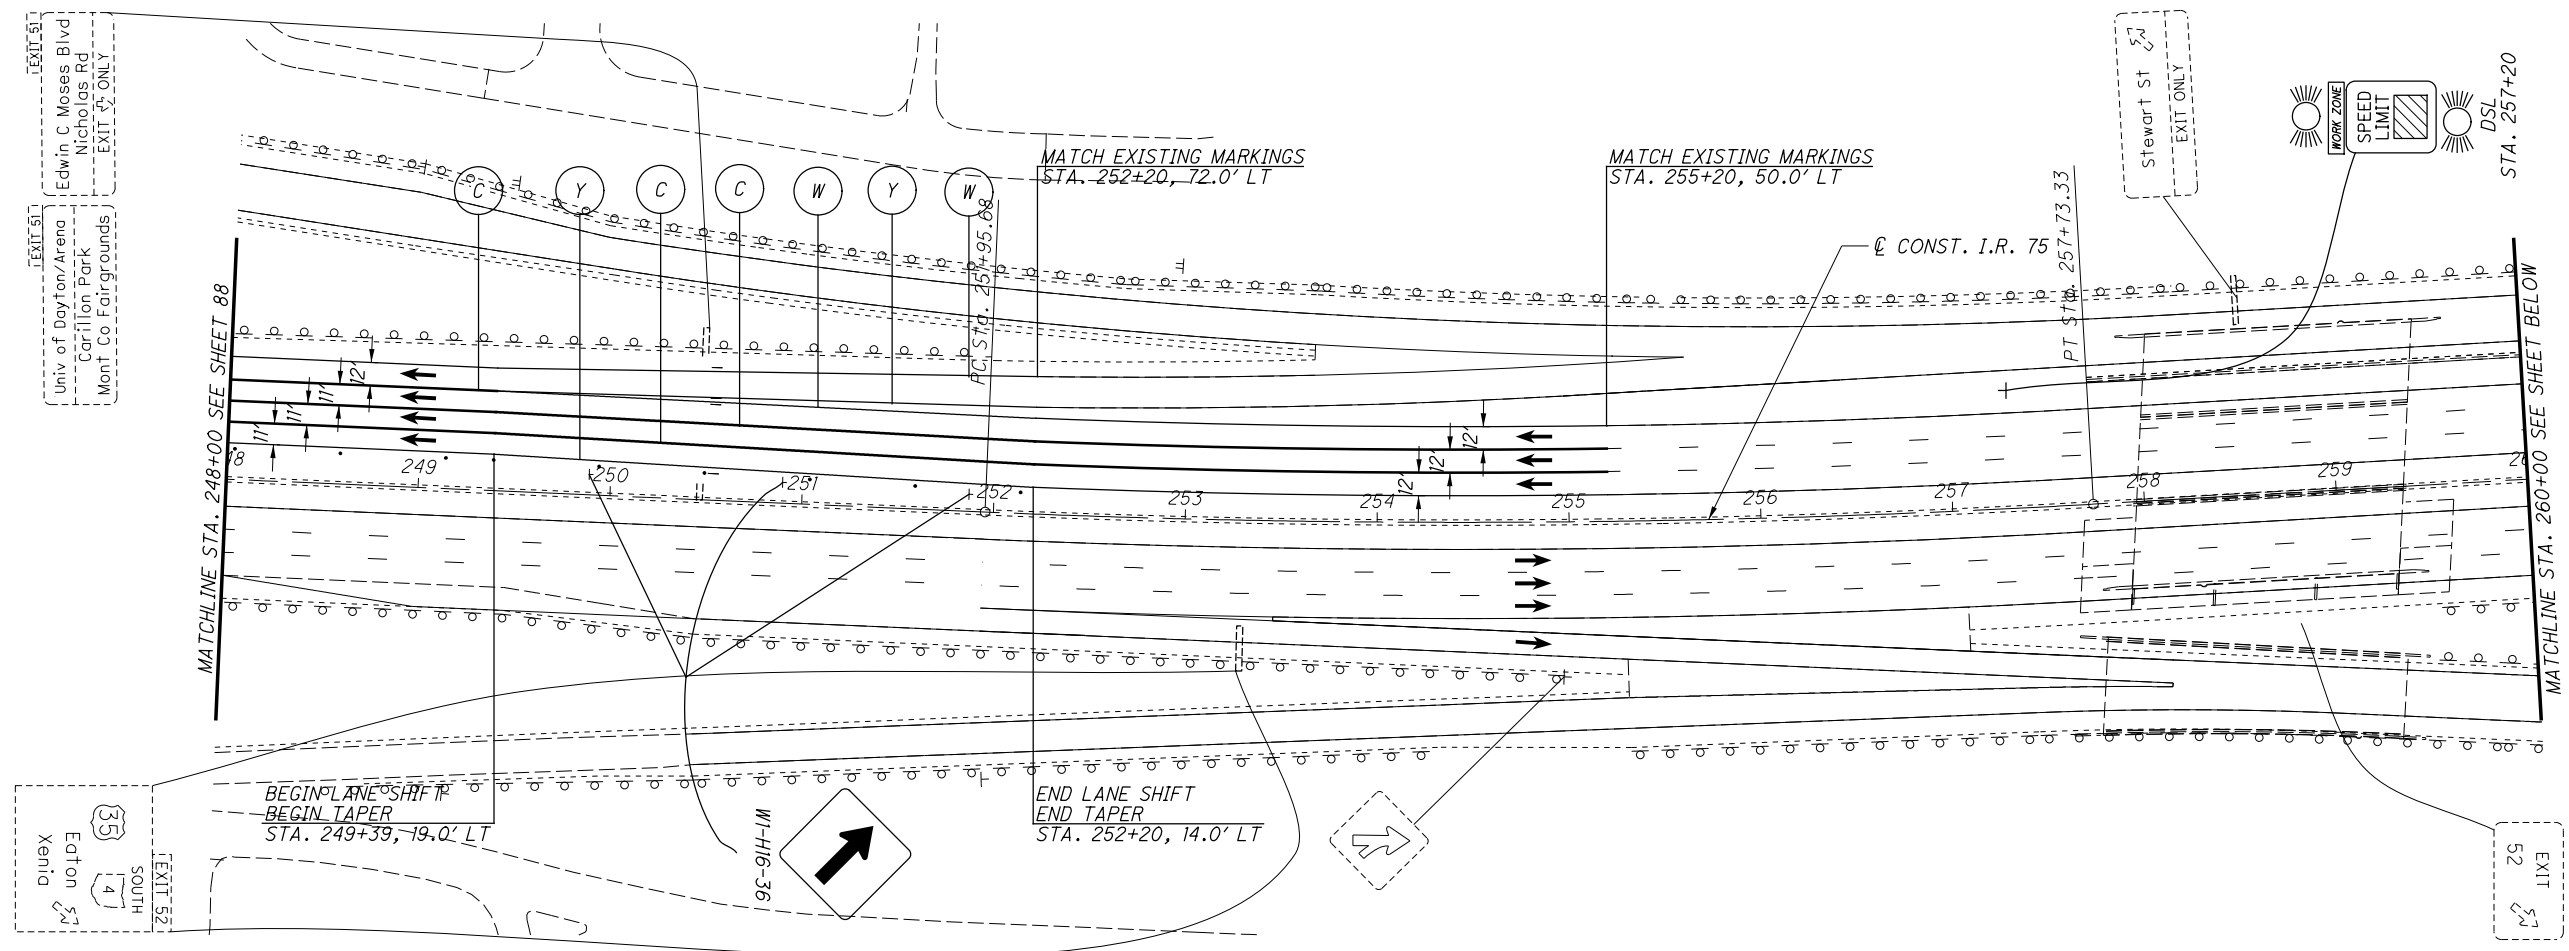 EXIT 51
Edwin C Moses Blvd
Nicholas Rd
EXIT ONLY
EXIT 51
Univ of Dayton/Arena
Carillon Park
Mont Co Fairgrounds
MATCHLINE STA. 248+00 SEE SHEET 88
C
Y
C
C
W
Y
W
PC Sta. 251+95.68
MATCH EXISTING MARKINGS
STA. 252+20, 72.0' LT
MATCH EXISTING MARKINGS
STA. 255+20, 50.0' LT
℄ CONST. I.R. 75
PT Sta. 257+73.33
Stewart St
EXIT ONLY
WORK ZONE
SPEED
LIMIT
DSL
STA. 257+20
MATCHLINE STA. 260+00 SEE SHEET BELOW
11'
11'
11'
12'
12'
12'
12'
249
250
251
252
253
254
255
256
257
258
259
BEGIN LANE SHIFT
BEGIN TAPER
STA. 249+39, 19.0' LT
END LANE SHIFT
END TAPER
STA. 252+20, 14.0' LT
W1-H16-36
EXIT 52
SOUTH
35
4
Eaton
Xenia
EXIT
52